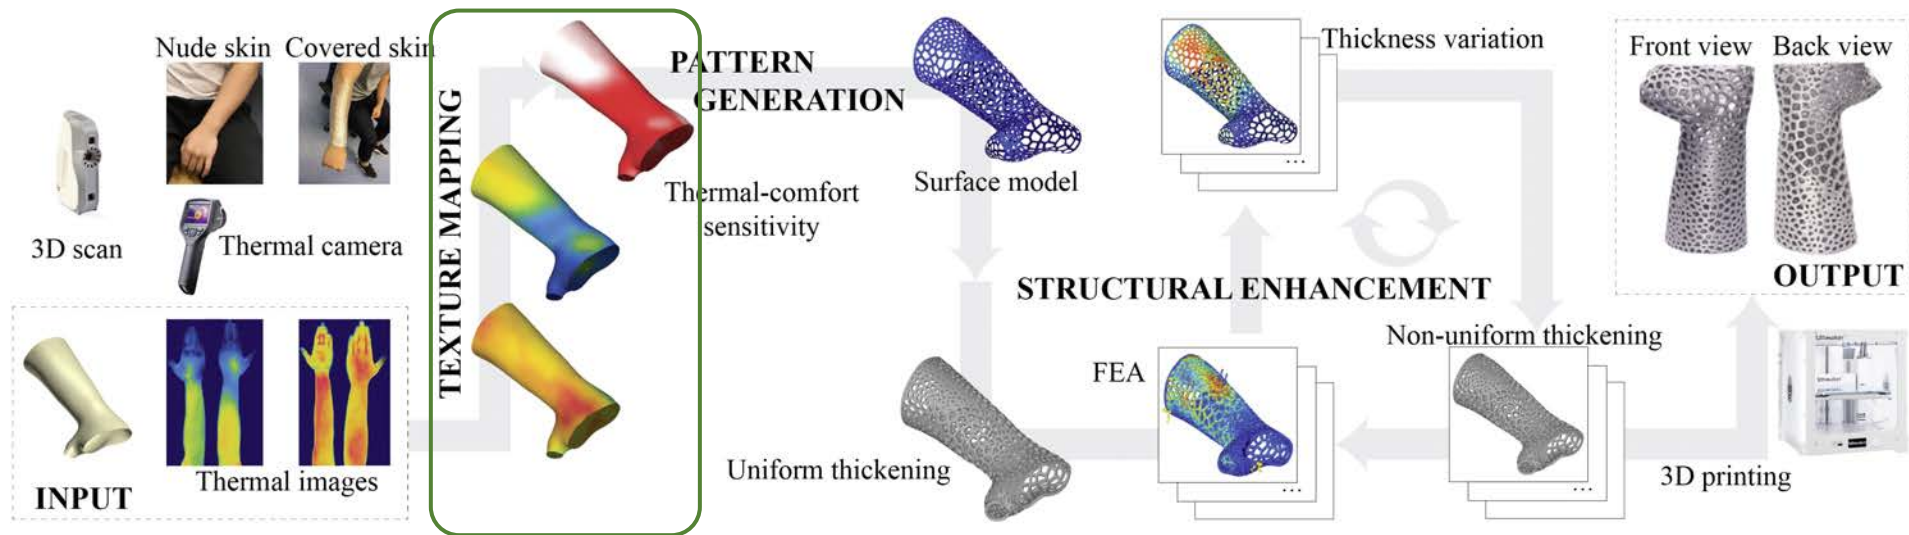 Nude skin
Covered skin
3D scan
Thermal camera
Thermal images
INPUT
TEXTURE MAPPING
PATTERN
GENERATION
Thermal-comfort
sensitivity
Surface model
Thickness variation
...
STRUCTURAL ENHANCEMENT
Uniform thickening
FEA
...
Non-uniform thickening
...
3D printing
Front view
Back view
OUTPUT
Ultimaker